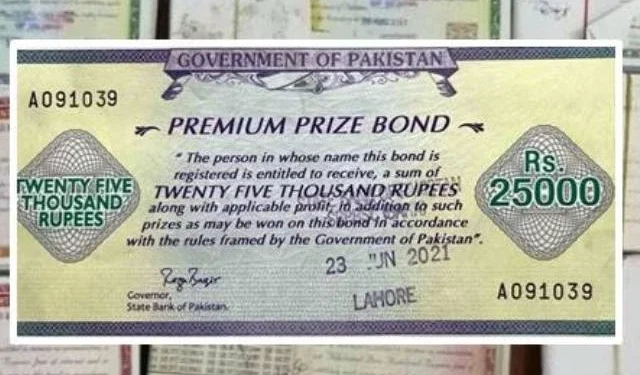 GOVERNMENT OF PAKISTAN
A091039
PREMIUM PRIZE BOND
" The person in whose name this bond is
registered is entitled to receive, a sum of
TWENTY FIVE THOUSAND RUPEES
along with applicable profit, in addition to such
prizes as may be won on this bond in accordance
with the rules framed by the Government of Pakistan".
TWENTY FIVE
THOUSAND
RUPEES
Rs.
25000
23 JUN 2021
LAHORE
Governor,
State Bank of Pakistan.
A091039